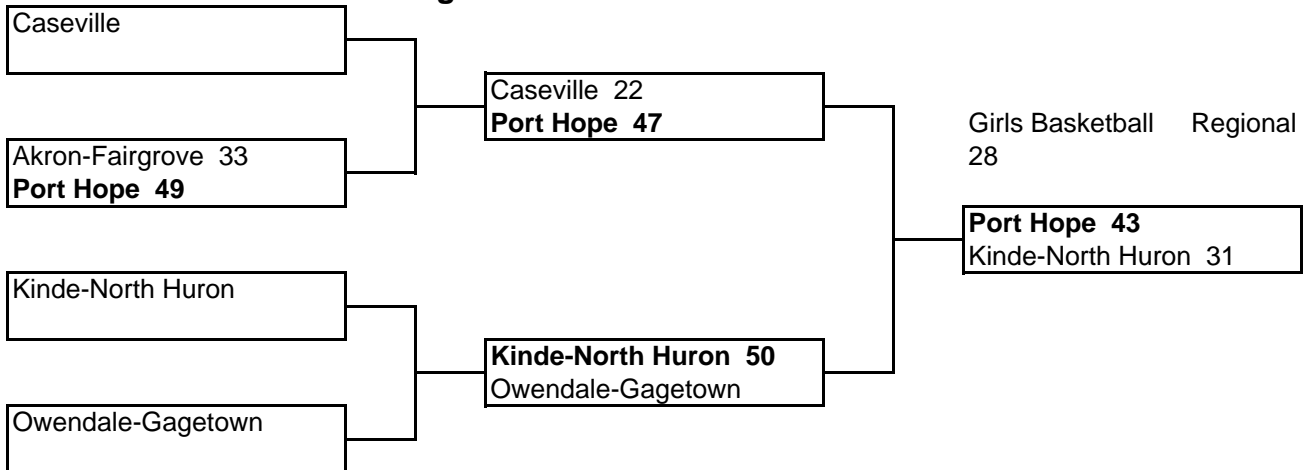 Caseville
Akron-Fairgrove 33
Port Hope 49
Kinde-North Huron
Owendale-Gagetown
Caseville 22
Port Hope 47
Kinde-North Huron 50
Owendale-Gagetown
Girls Basketball Regional
28
Port Hope 43
Kinde-North Huron 31